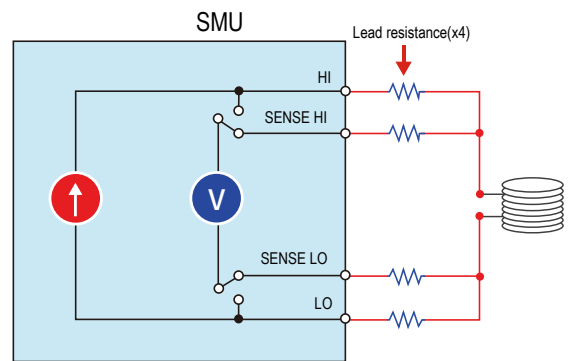 SMU
Lead resistance(x4)
HI
SENSE HI
V
SENSE LO
LO